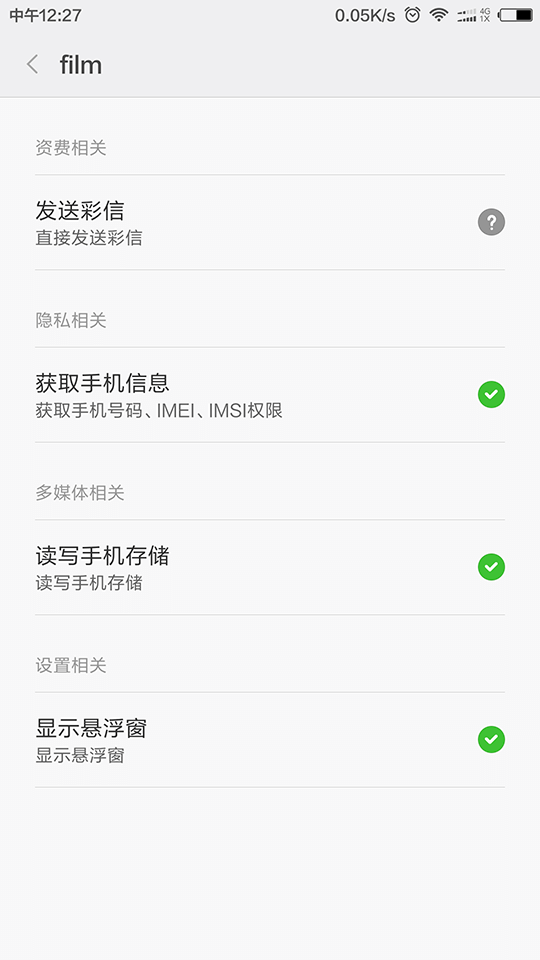 中午12:27
0.05K/s 4G 1X
film
资费相关
发送彩信
直接发送彩信
?
隐私相关
获取手机信息
获取手机号码、IMEI、IMSI权限
多媒体相关
读写手机存储
读写手机存储
设置相关
显示悬浮窗
显示悬浮窗